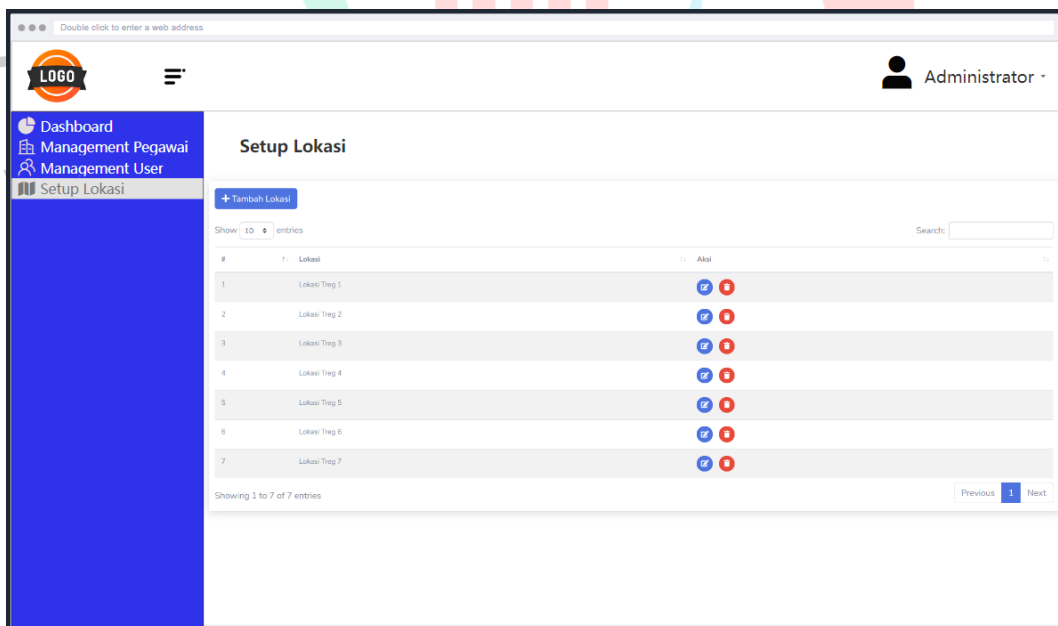 Double click to enter a web address
LOGO
Administrator
Dashboard
Management Pegawai
Management User
Setup Lokasi
Setup Lokasi
+ Tambah Lokasi
Show 10 entries
Search:
# Lokasi Aksi
1 Lokasi Treg 1
2 Lokasi Treg 2
3 Lokasi Treg 3
4 Lokasi Treg 4
5 Lokasi Treg 5
6 Lokasi Treg 6
7 Lokasi Treg 7
Showing 1 to 7 of 7 entries
Previous 1 Next